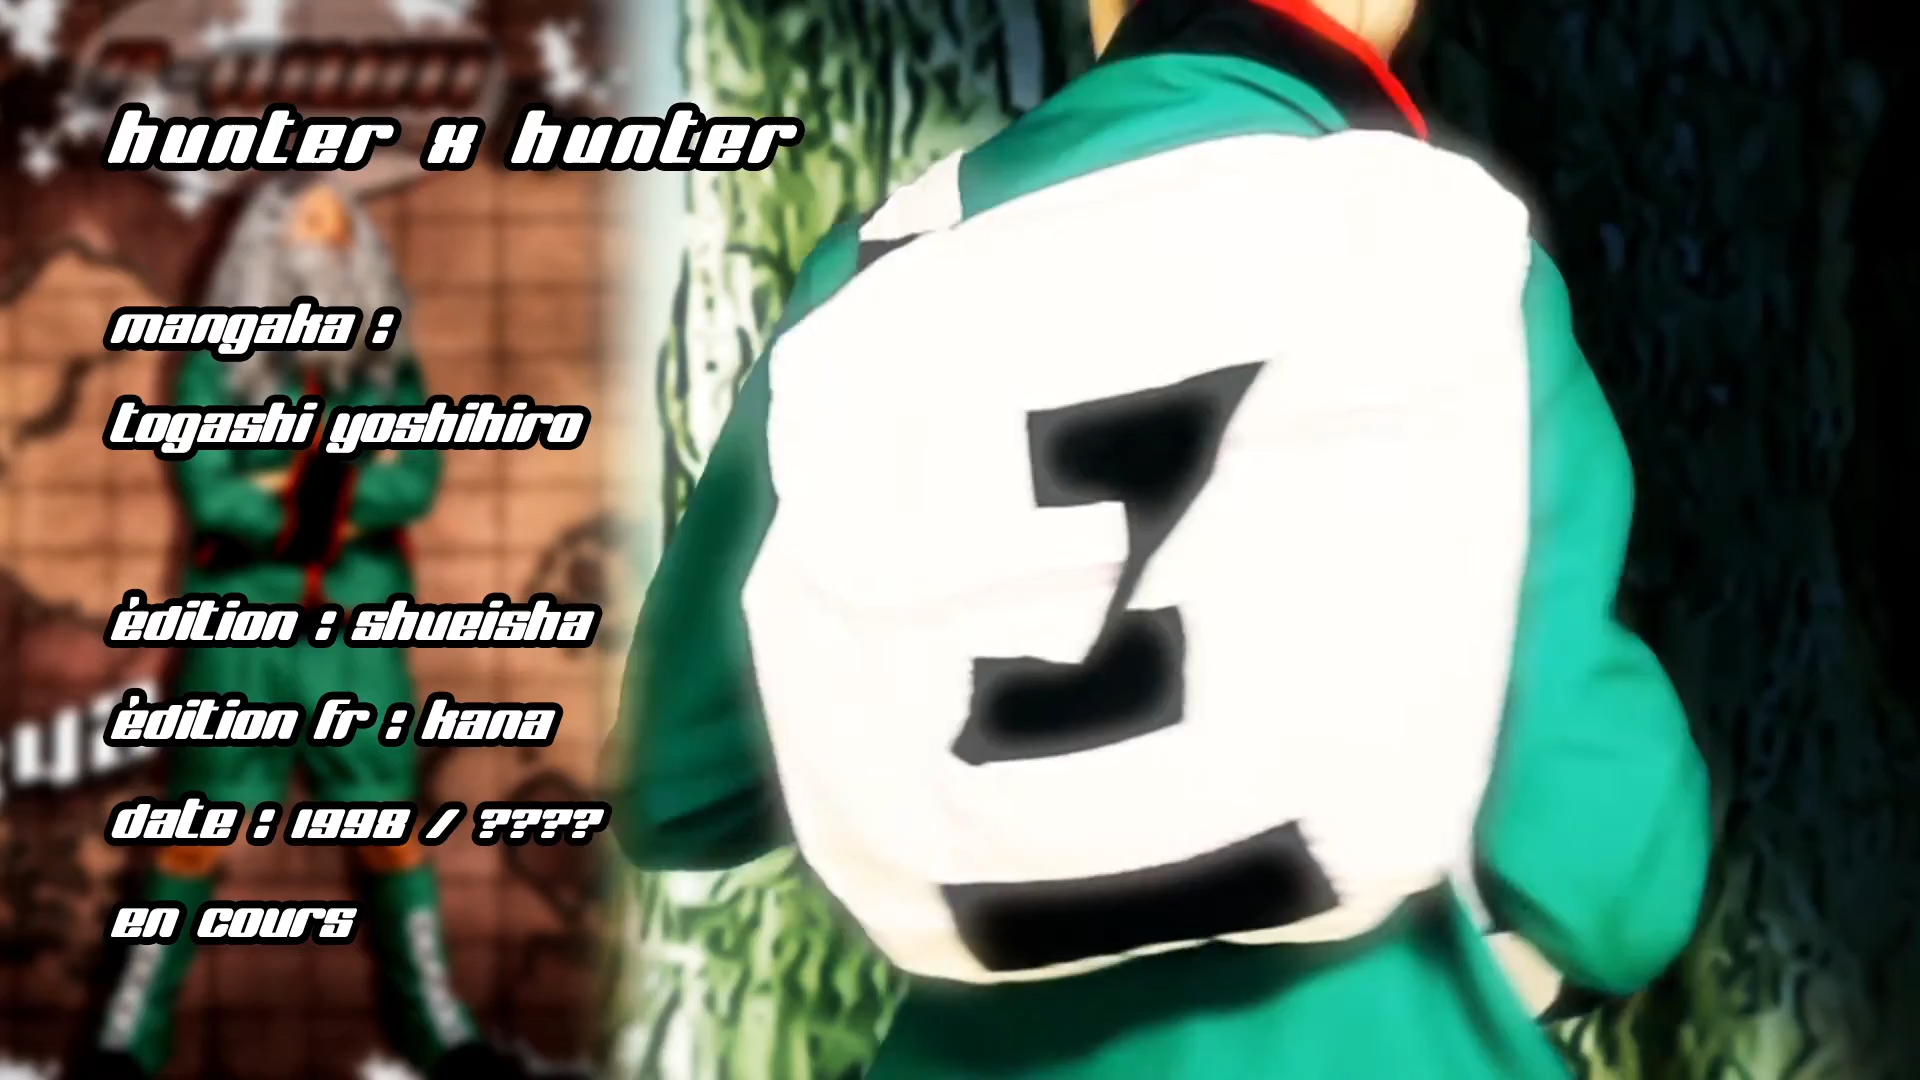 hunter x hunter
mangaka :
togashi yoshihiro
édition : shueisha
édition fr : kana
date : 1998 / ????
en cours